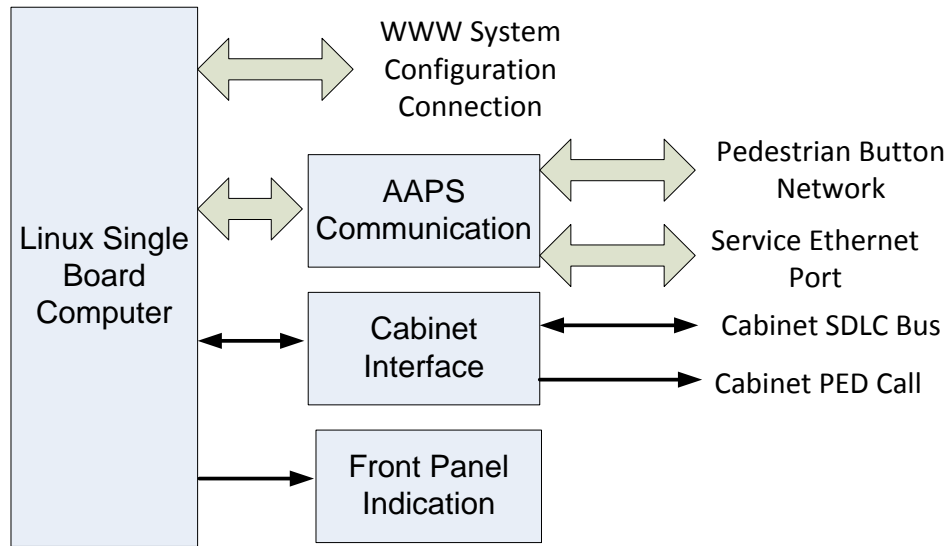 WWW System
Configuration
Connection
Linux Single
Board
Computer
AAPS
Communication
Pedestrian Button
Network
Service Ethernet
Port
Cabinet
Interface
Cabinet SDLC Bus
Cabinet PED Call
Front Panel
Indication